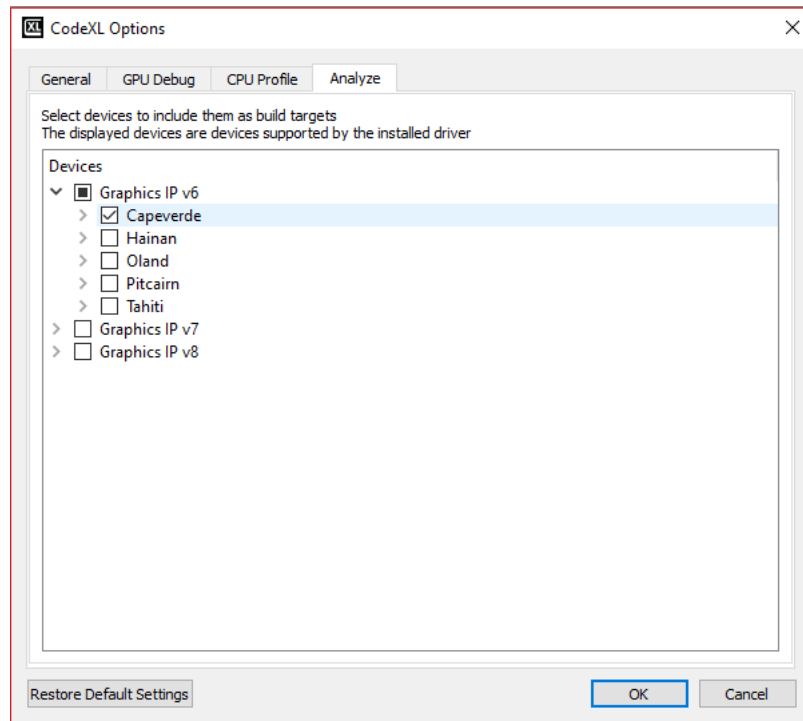 XL CodeXL Options
General GPU Debug CPU Profile Analyze
Select devices to include them as build targets
The displayed devices are devices supported by the installed driver
Devices
Graphics IP v6
Capeverde
Hainan
Oland
Pitcairn
Tahiti
Graphics IP v7
Graphics IP v8
Restore Default Settings OK Cancel